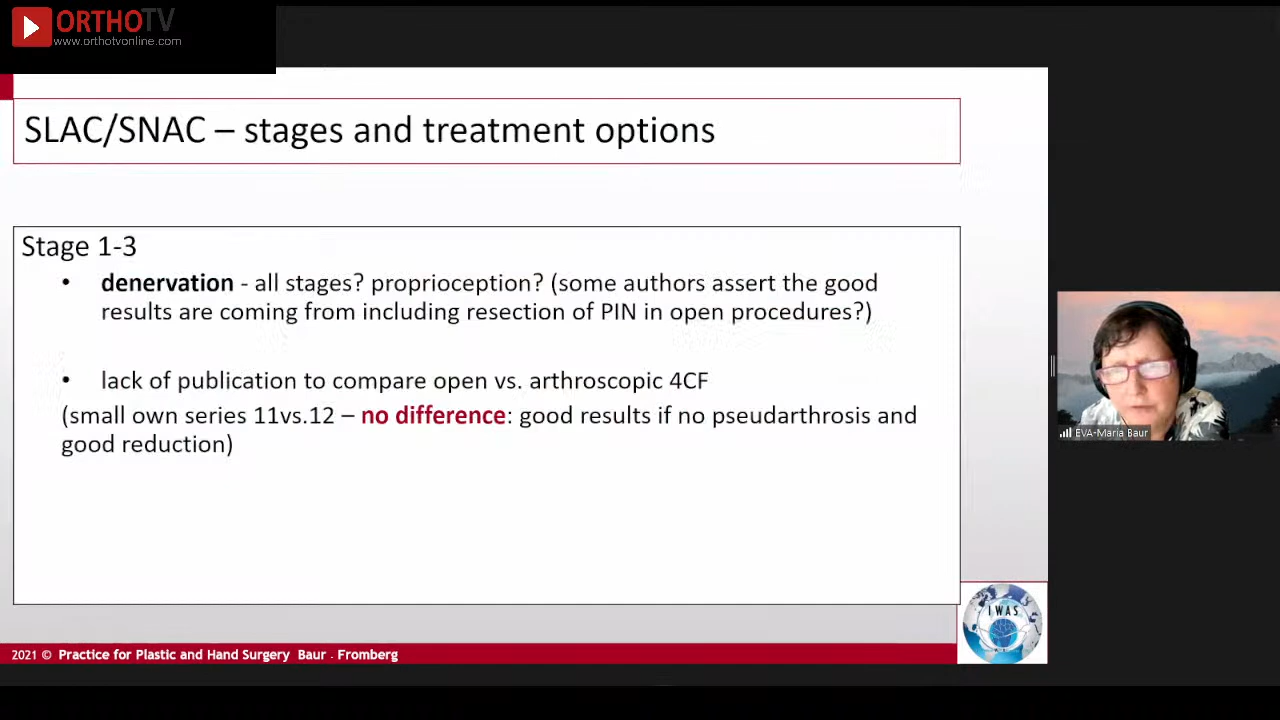 ORTHOTV
www.orthotvonline.com
SLAC/SNAC – stages and treatment options
Stage 1-3
• denervation - all stages? proprioception? (some authors assert the good
results are coming from including resection of PIN in open procedures?)
• lack of publication to compare open vs. arthroscopic 4CF
(small own series 11vs.12 – no difference: good results if no pseudarthrosis and
good reduction)
EVA-Maria Baur
IWAS
2021 © Practice for Plastic and Hand Surgery Baur - Fromberg